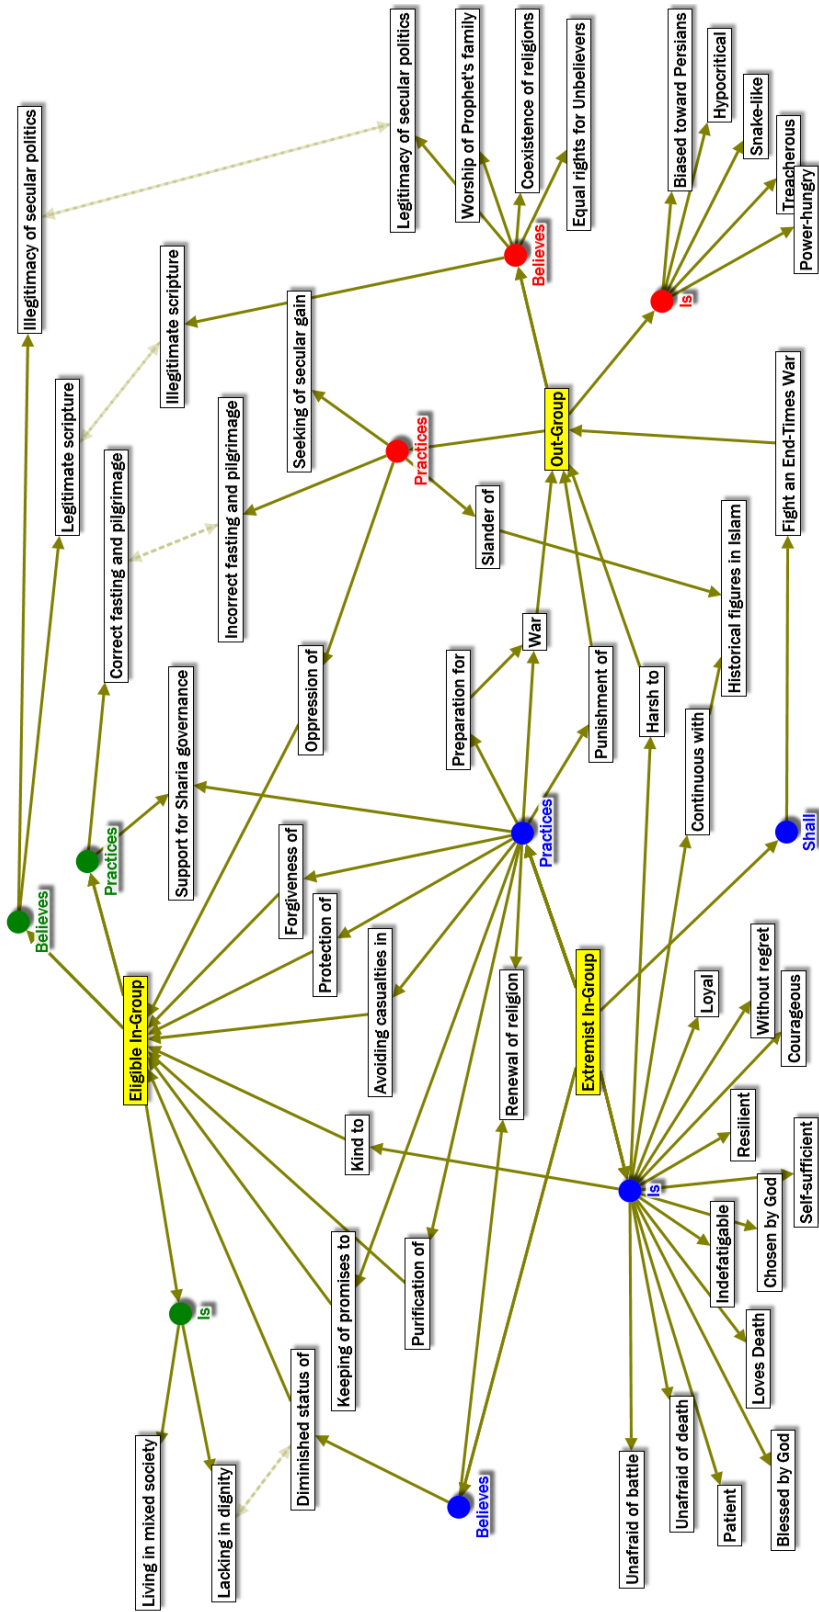 Living in mixed society
Lacking in dignity
Is
Diminished status of
Believes
Unafraid of battle
Unafraid of death
Patient
Blessed by God
Loves Death
Indefatigable
Chosen by God
Self-sufficient
Resilient
Courageous
Without regret
Loyal
Is
Keeping of promises to
Purification of
Kind to
Renewal of religion
Extremist In-Group
Eligible In-Group
Avoiding casualties in
Protection of
Forgiveness of
Believes
Practices
Support for Sharia governance
Practices
Shall
Continuous with
Harsh to
Punishment of
Preparation for
War
Oppression of
Historical figures in Islam
Correct fasting and pilgrimage
Legitimate scripture
Illegitimacy of secular politics
Incorrect fasting and pilgrimage
Illegitimate scripture
Seeking of secular gain
Slander of
Practices
Out-Group
Fight an End-Times War
Believes
Is
Legitimacy of secular politics
Worship of Prophet's family
Coexistence of religions
Equal rights for Unbelievers
Biased toward Persians
Hypocritical
Snake-like
Treacherous
Power-hungry